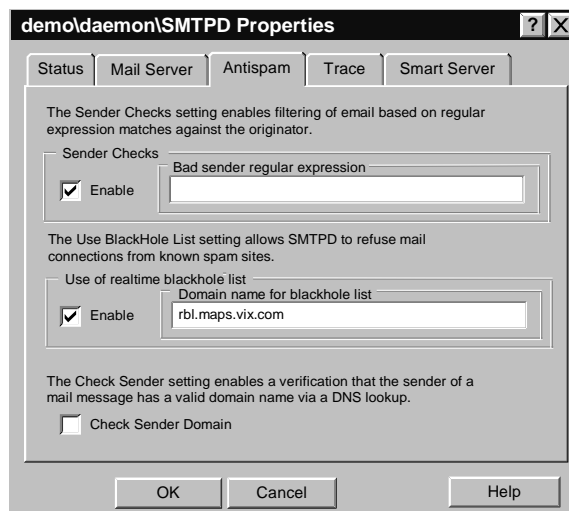 demo\daemon\SMTPD Properties ? X
Status Mail Server Antispam Trace Smart Server
The Sender Checks setting enables filtering of email based on regular
expression matches against the originator.
Sender Checks
Bad sender regular expression
Enable
The Use BlackHole List setting allows SMTPD to refuse mail
connections from known spam sites.
Use of realtime blackhole list
Domain name for blackhole list
Enable rbl.maps.vix.com
The Check Sender setting enables a verification that the sender of a
mail message has a valid domain name via a DNS lookup.
Check Sender Domain
OK Cancel Help